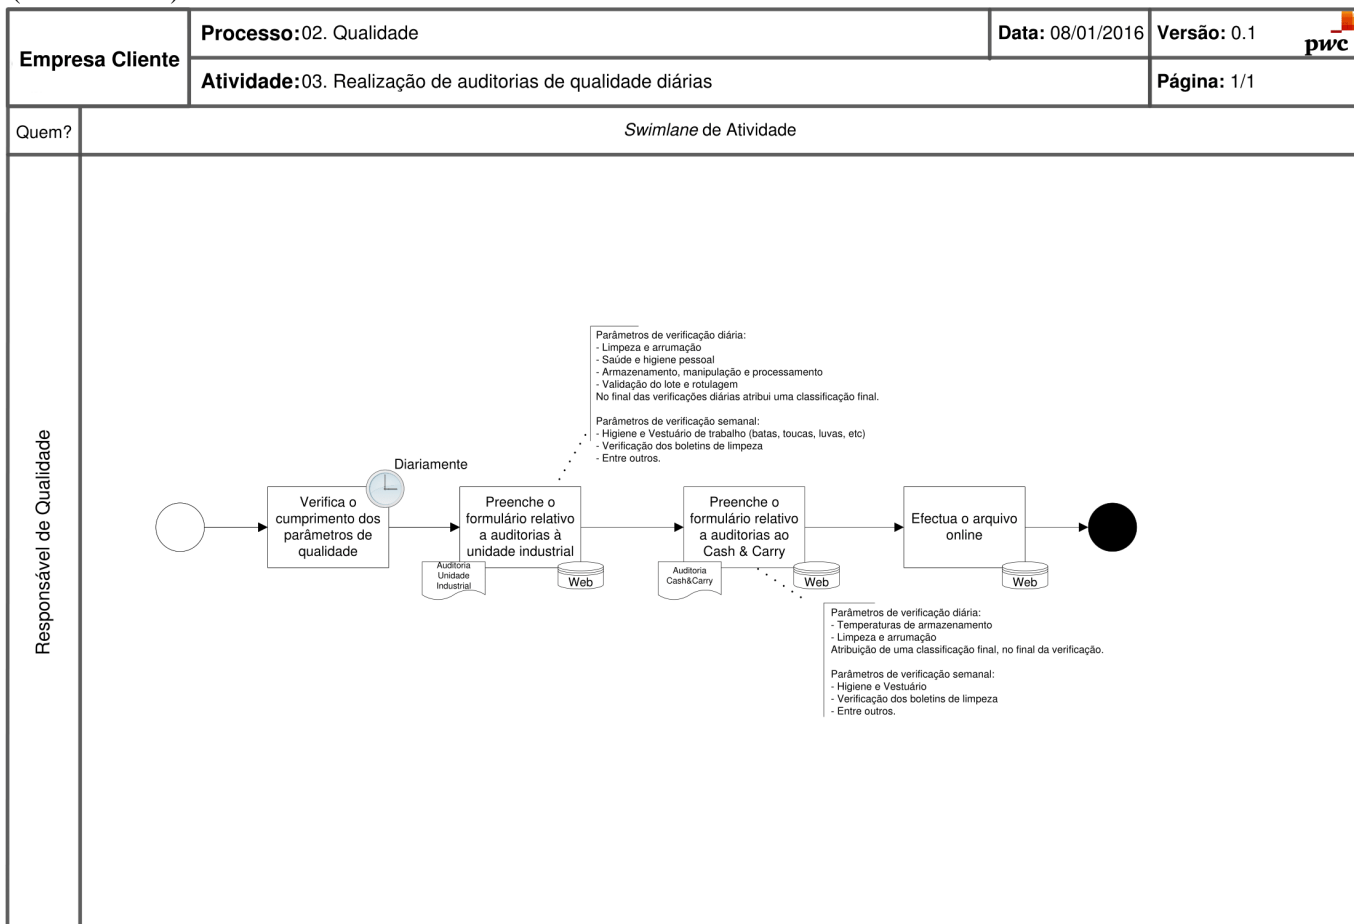 Empresa Cliente
Processo: 02. Qualidade
Data: 08/01/2016
Versão: 0.1
pwc
Atividade: 03. Realização de auditorias de qualidade diárias
Página: 1/1
Quem?
Swimlane de Atividade
Responsável de Qualidade
Parâmetros de verificação diária:
- Limpeza e arrumação
- Saúde e higiene pessoal
- Armazenamento, manipulação e processamento
- Validação do lote e rotulagem
No final das verificações diárias atribui uma classificação final.
Parâmetros de verificação semanal:
- Higiene e Vestuário de trabalho (batas, toucas, luvas, etc)
- Verificação dos boletins de limpeza
- Entre outros.
Diariamente
Verifica o
cumprimento dos
parâmetros de
qualidade
Preenche o
formulário relativo
a auditorias à
unidade industrial
Auditoria
Unidade
Industrial
Web
Preenche o
formulário relativo
a auditorias ao
Cash & Carry
Auditoria
Cash&Carry
Web
Efectua o arquivo
online
Web
Parâmetros de verificação diária:
- Temperaturas de armazenamento
- Limpeza e arrumação
Atribuição de uma classificação final, no final da verificação.
Parâmetros de verificação semanal:
- Higiene e Vestuário
- Verificação dos boletins de limpeza
- Entre outros.